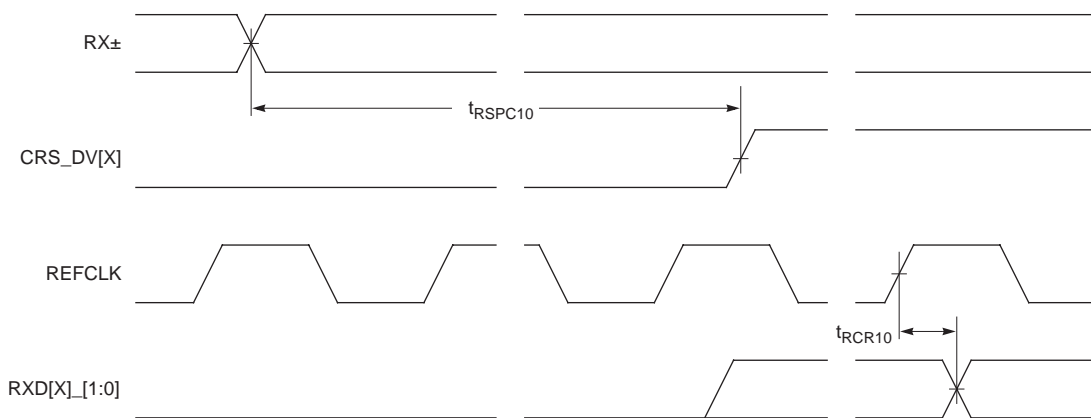 RX±
tRSPC10
CRS_DV[X]
REFCLK
tRCR10
RXD[X]_[1:0]